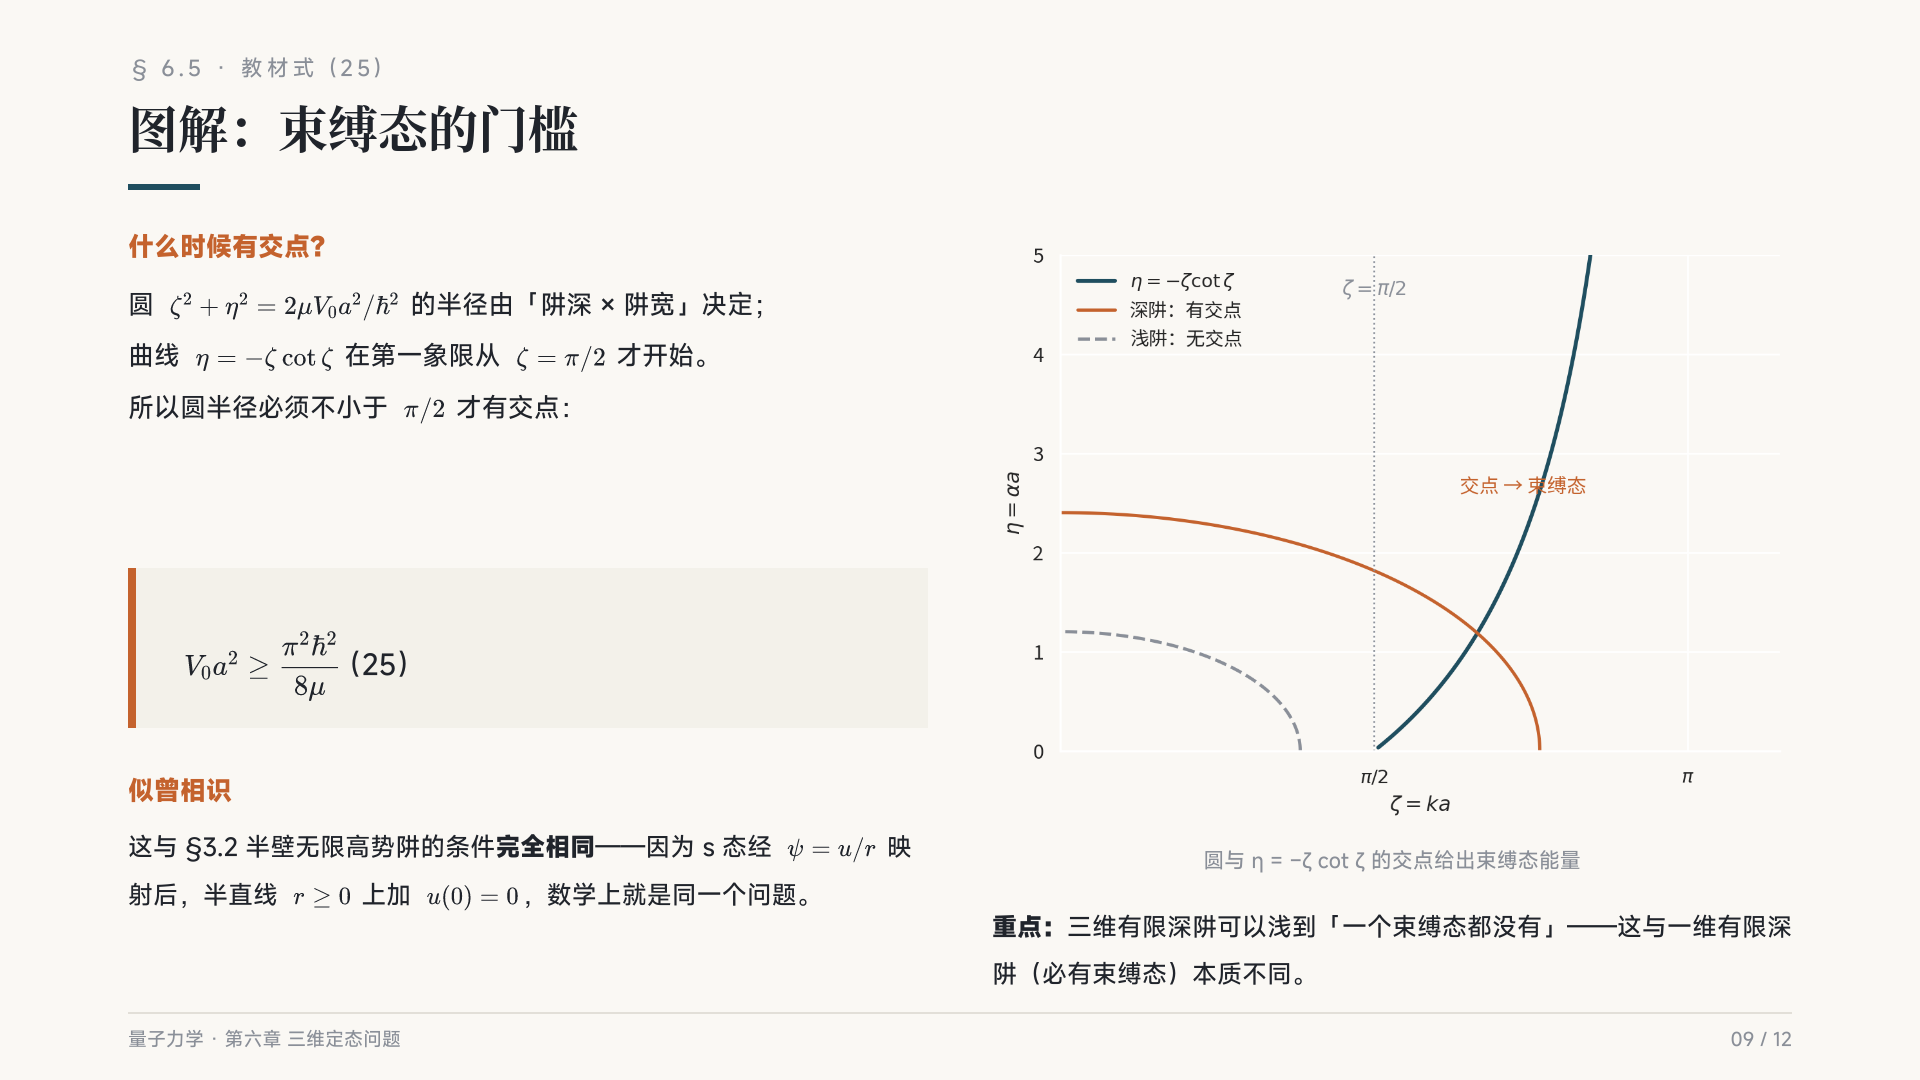 § 6.5 · 教材式 (25)
图解：束缚态的门槛
什么时候有交点?
圆 ζ² + η² = 2μV₀a²/ħ² 的半径由「阱深 × 阱宽」决定；
曲线 η = −ζ cot ζ 在第一象限从 ζ = π/2 才开始。
所以圆半径必须不小于 π/2 才有交点：
V₀a² ≥ π²ħ²/8μ (25)
似曾相识
这与 §3.2 半壁无限高势阱的条件完全相同——因为 s 态经 ψ = u/r 映
射后，半直线 r ≥ 0 上加 u(0) = 0，数学上就是同一个问题。
η = −ζcot ζ
深阱：有交点
浅阱：无交点
ζ = π/2
交点 → 束缚态
5
4
3
2
1
0
η = αa
π/2
π
ζ = ka
圆与 η = −ζ cot ζ 的交点给出束缚态能量
重点：三维有限深阱可以浅到「一个束缚态都没有」——这与一维有限深
阱（必有束缚态）本质不同。
量子力学 · 第六章 三维定态问题
09 / 12